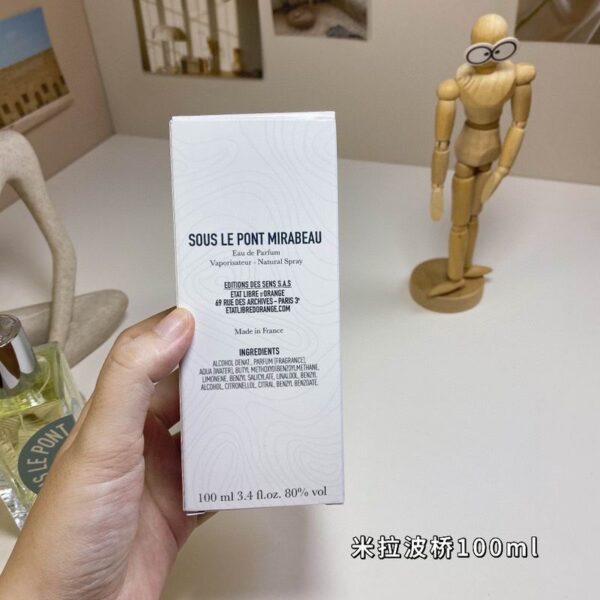 SOUS LE PONT MIRABEAU
Eau de Parfum
Vaporisateur - Natural Spray
EDITIONS DES SENS S.A.S
ETAT LIBRE D'ORANGE
69 RUE DES ARCHIVES - PARIS 3e
ETATLIBREDORANGE.COM
Made in France
INGREDIENTS
ALCOHOL DENAT., PARFUM (FRAGRANCE),
AQUA (WATER), BUTYL METHOXYDIBENZOYLMETHANE,
LIMONENE, BENZYL SALICYLATE, LINALOOL, BENZYL
ALCOHOL, CITRONELLOL, CITRAL, BENZYL BENZOATE.
100 ml 3.4 fl.oz. 80% vol
LE PONT
米拉波桥100ml